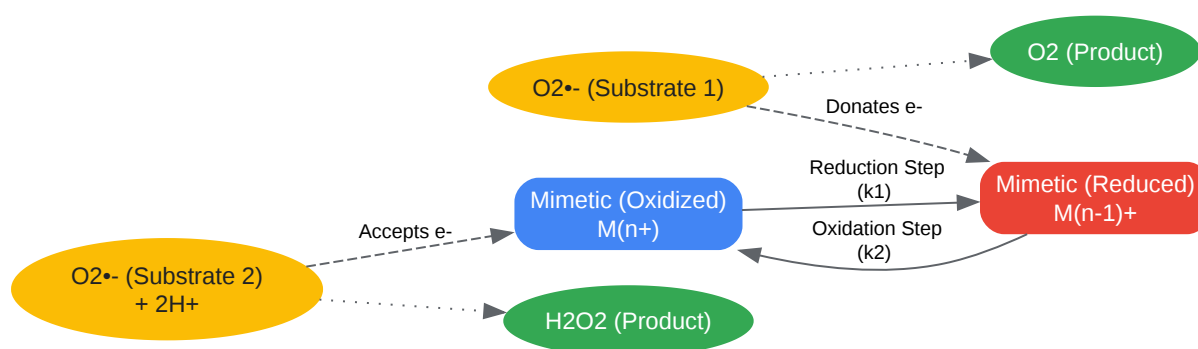 O2 (Product)
O2•- (Substrate 1)
Donates e-
Reduction Step
(k1)
Mimetic (Oxidized)
M(n+)
Mimetic (Reduced)
M(n-1)+
Accepts e-
Oxidation Step
(k2)
O2•- (Substrate 2)
+ 2H+
H2O2 (Product)